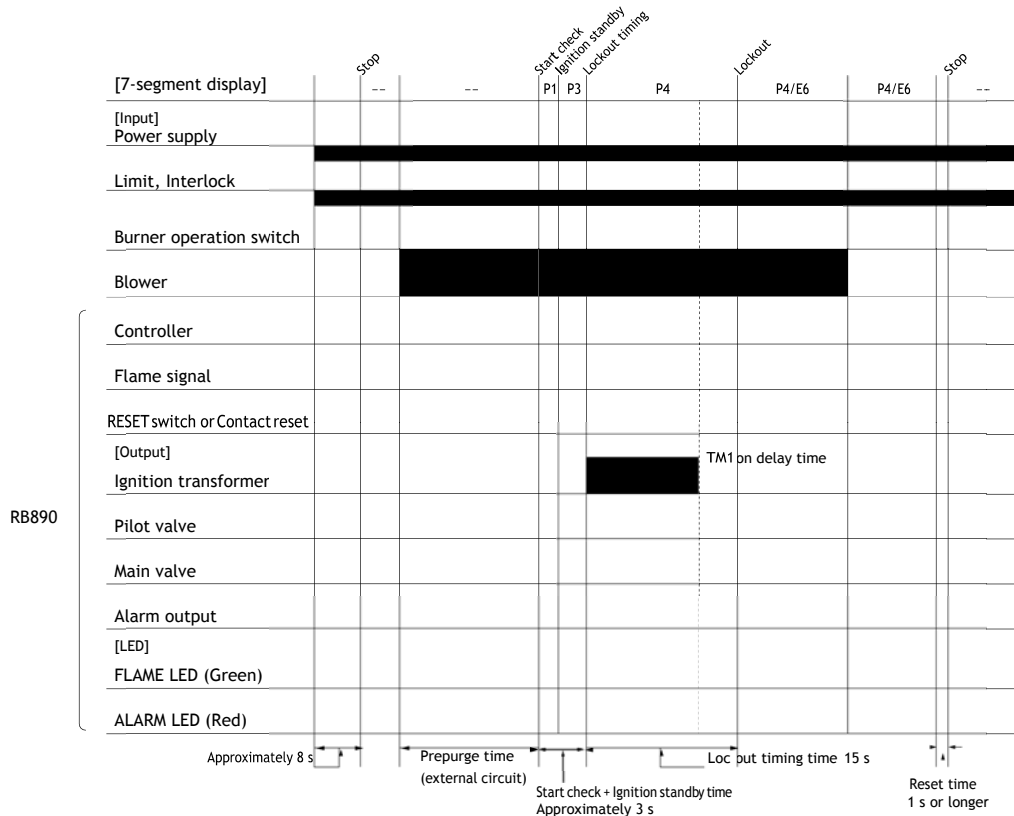 Stop
Start check
Ignition standby
Lockout timing
Lockout
Stop
[7-segment display] -- -- P1 P3 P4 P4/E6 P4/E6 --
[Input]
Power supply
Limit, Interlock
Burner operation switch
Blower
Controller
Flame signal
RESET switch or Contact reset
[Output]
TM1 on delay time
Ignition transformer
RB890
Pilot valve
Main valve
Alarm output
[LED]
FLAME LED (Green)
ALARM LED (Red)
Approximately 8 s
Prepurge time
(external circuit)
Start check + Ignition standby time
Approximately 3 s
Loc out timing time 15 s
Reset time
1 s or longer